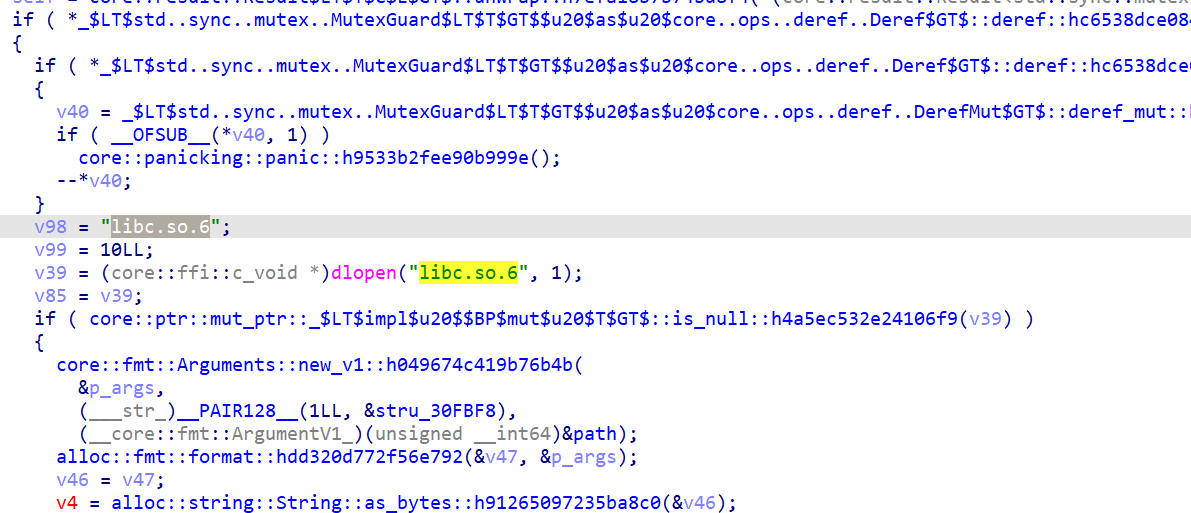 if ( *_$LT$std..sync..mutex..MutexGuard$LT$T$GT$$u20$as$u20$core..ops..deref..Deref$GT$::deref::hc6538dce084
{
if ( *_$LT$std..sync..mutex..MutexGuard$LT$T$GT$$u20$as$u20$core..ops..deref..Deref$GT$::deref::hc6538dce0
{
v40 = _$LT$std..sync..mutex..MutexGuard$LT$T$GT$$u20$as$u20$core..ops..deref..DerefMut$GT$::deref_mut::h
if ( __OFSUB__(*v40, 1) )
core::panicking::panic::h9533b2fee90b999e();
--*v40;
}
v98 = "libc.so.6";
v99 = 10LL;
v39 = (core::ffi::c_void *)dlopen("libc.so.6", 1);
v85 = v39;
if ( core::ptr::mut_ptr::_$LT$impl$u20$$BP$mut$u20$T$GT$::is_null::h4a5ec532e24106f9(v39) )
{
core::fmt::Arguments::new_v1::h049674c419b76b4b(
&p_args,
(___str_)__PAIR128__(1LL, &stru_30FBF8),
(__core::fmt::ArgumentV1_)(unsigned __int64)&path);
alloc::fmt::format::hdd320d772f56e792(&v47, &p_args);
v46 = v47;
v4 = alloc::string::String::as_bytes::h91265097235ba8c0(&v46);